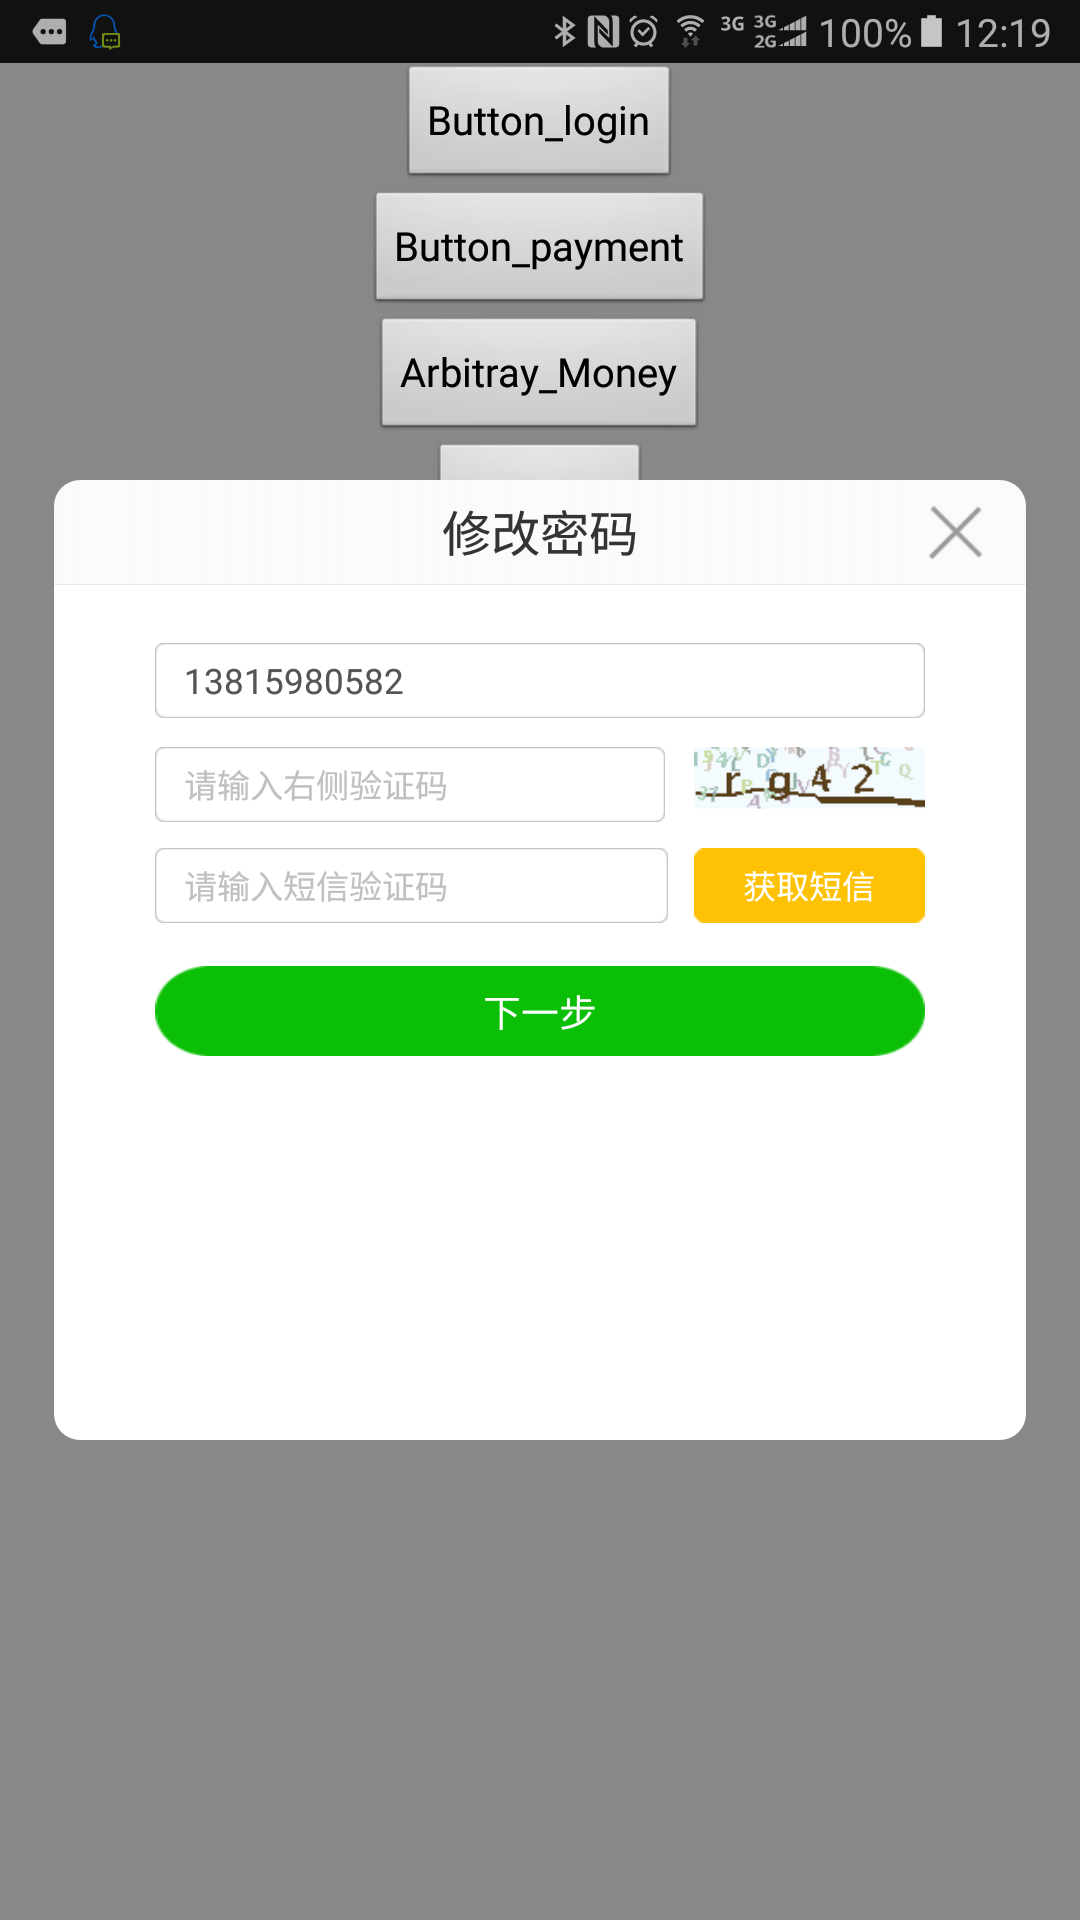 3G 3G 2G 100% 12:19
Button_login
Button_payment
Arbitray_Money
修改密码
13815980582
请输入右侧验证码
r g 4 2
请输入短信验证码 获取短信
下一步